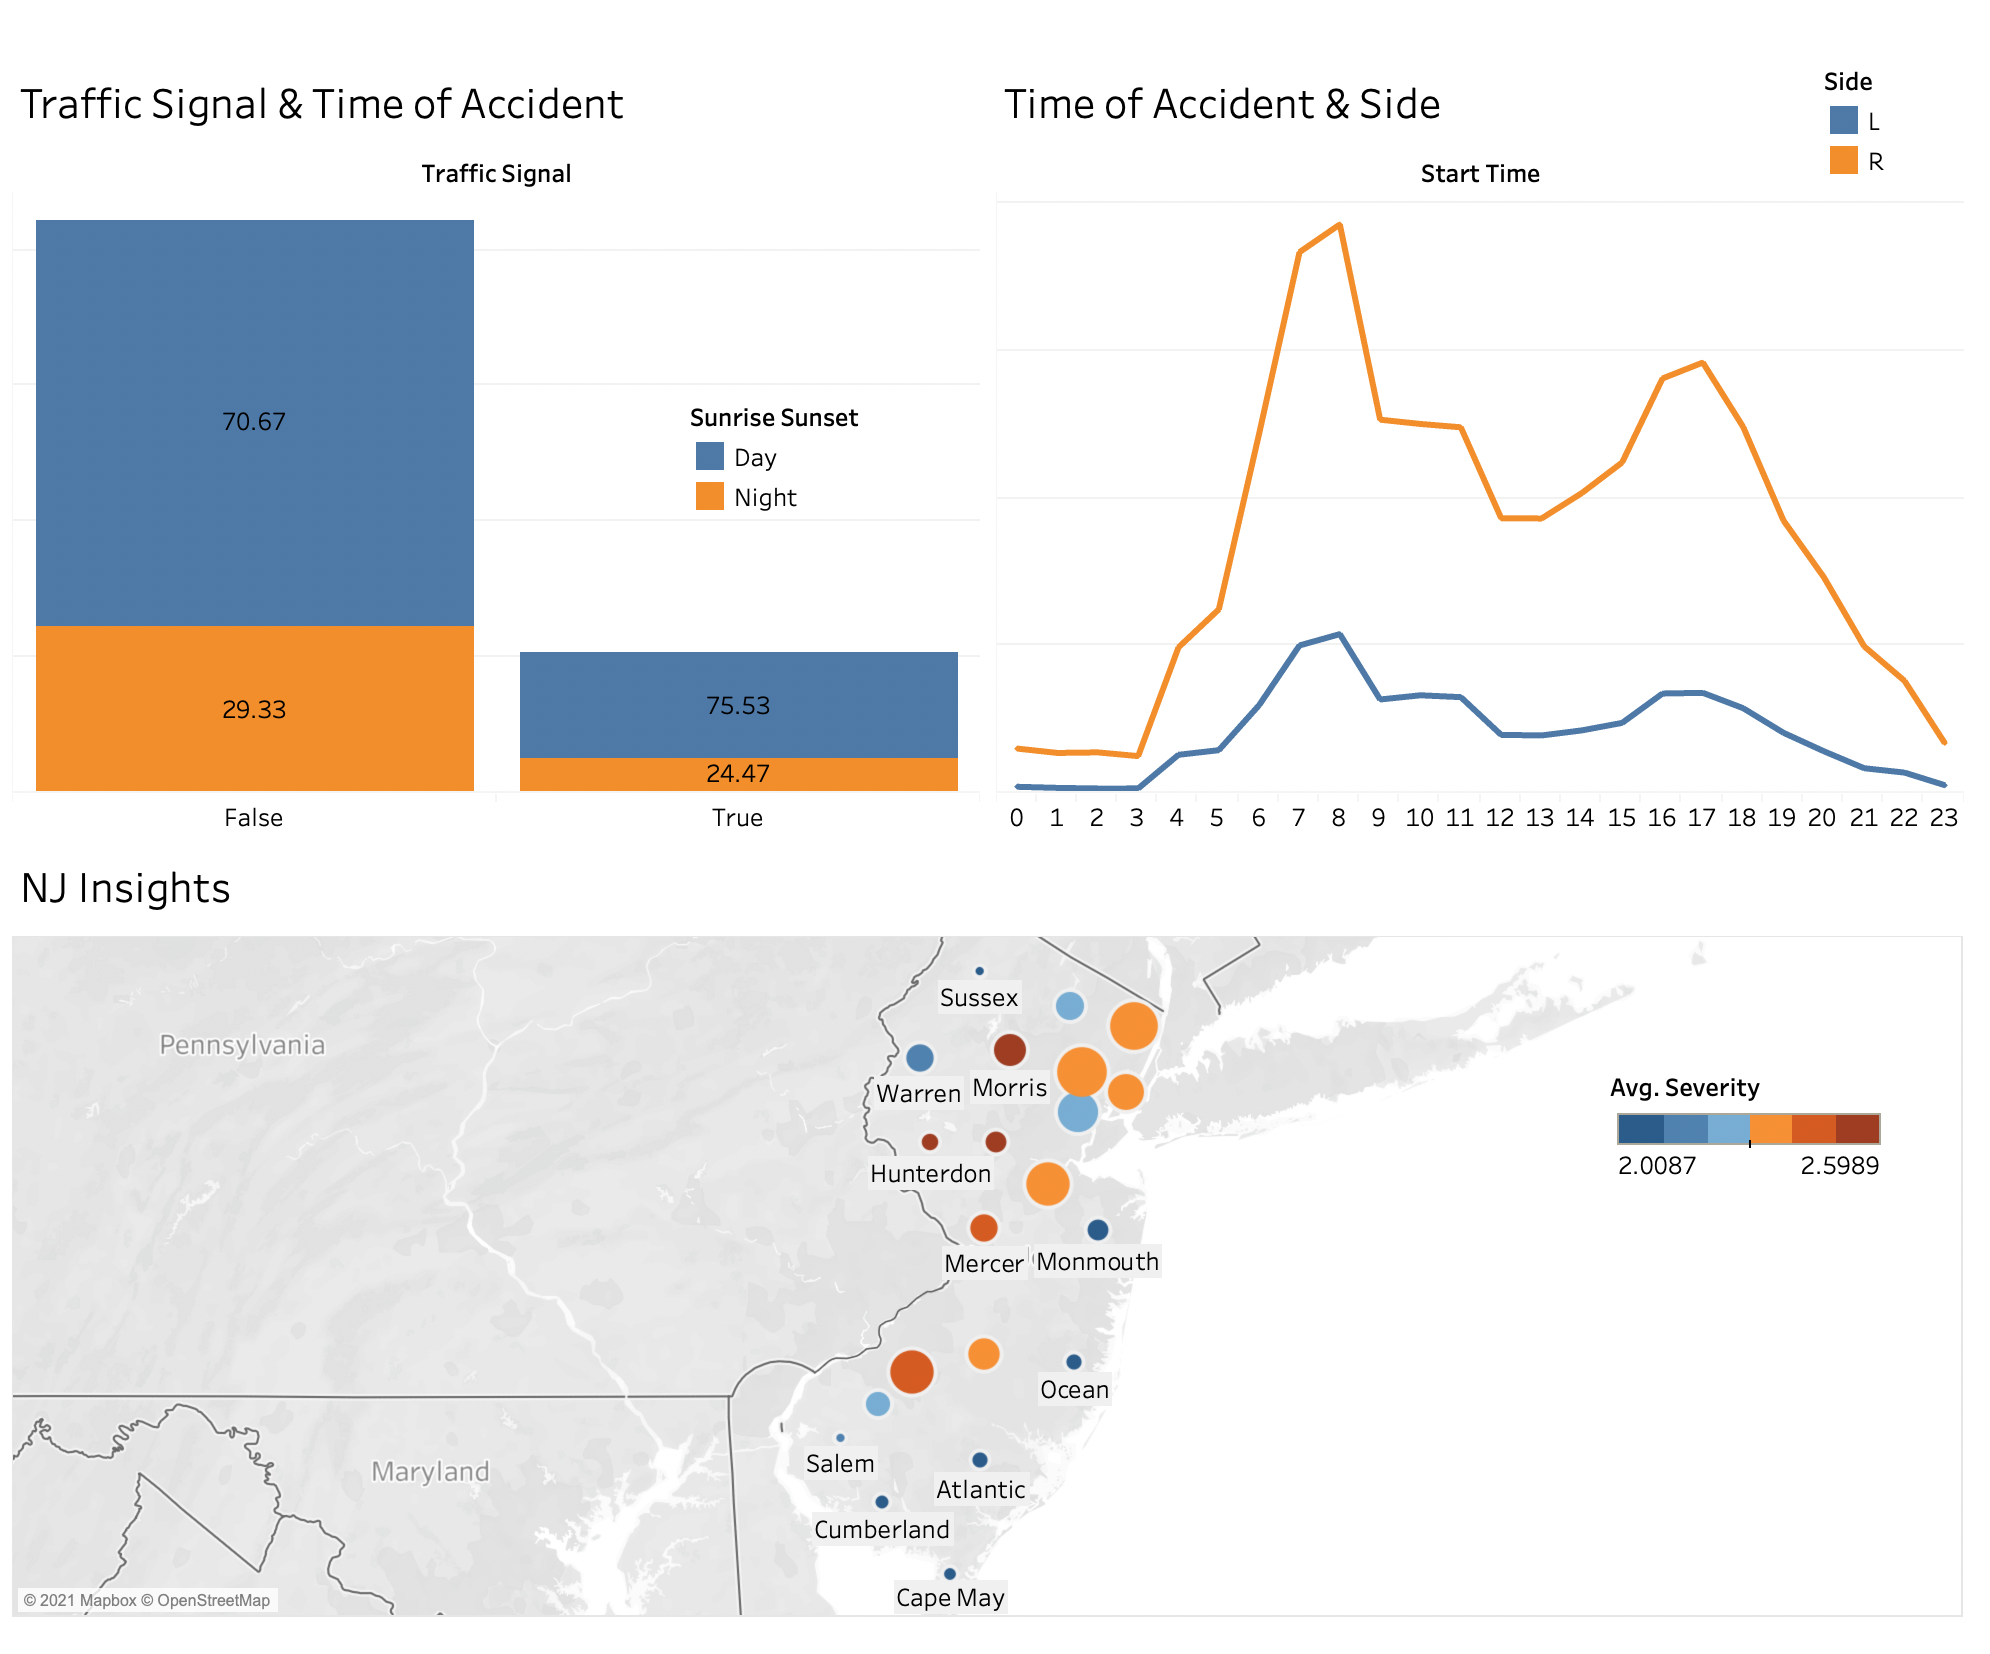 Traffic Signal & Time of Accident
Traffic Signal
70.67
29.33
75.53
24.47
False
True
Sunrise Sunset
Day
Night
Time of Accident & Side
Side
L
R
Start Time
0 1 2 3 4 5 6 7 8 9 10 11 12 13 14 15 16 17 18 19 20 21 22 23
NJ Insights
Pennsylvania
Maryland
Sussex
Warren
Morris
Hunterdon
Mercer
Monmouth
Ocean
Salem
Atlantic
Cumberland
Cape May
Avg. Severity
2.0087
2.5989
© 2021 Mapbox © OpenStreetMap